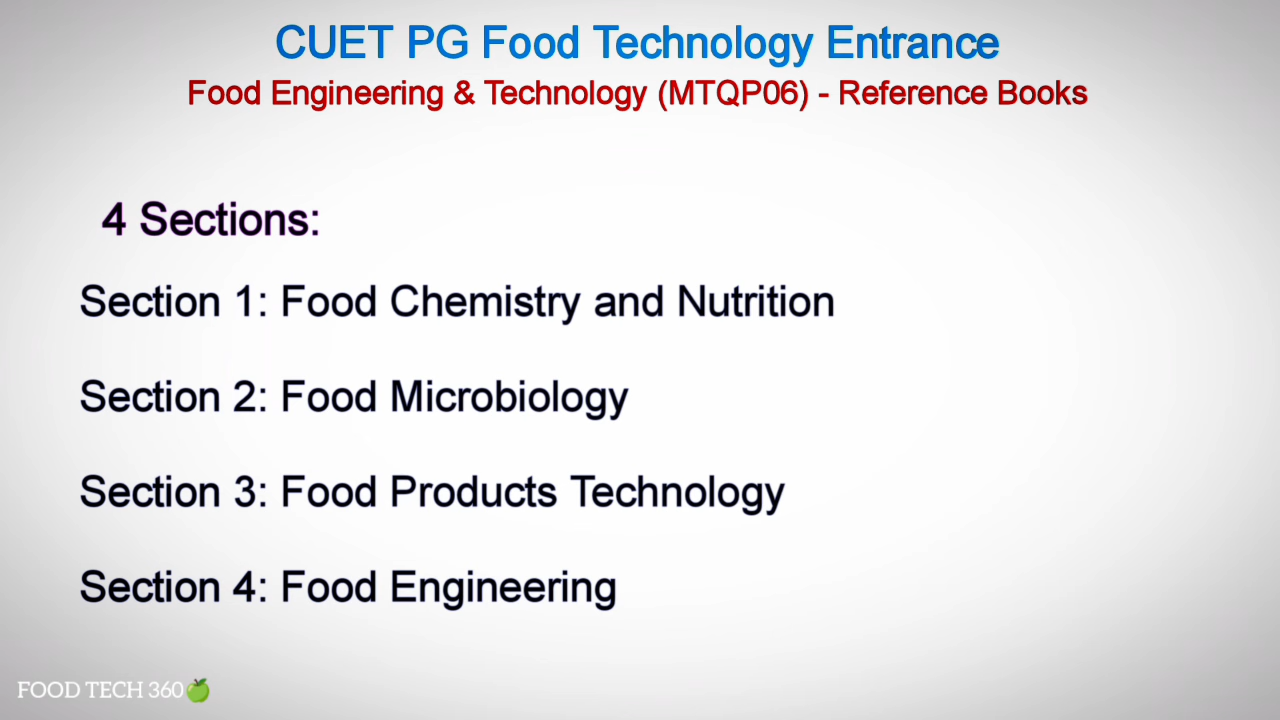 CUET PG Food Technology Entrance
Food Engineering & Technology (MTQP06) - Reference Books
4 Sections:
Section 1: Food Chemistry and Nutrition
Section 2: Food Microbiology
Section 3: Food Products Technology
Section 4: Food Engineering
FOOD TECH 360